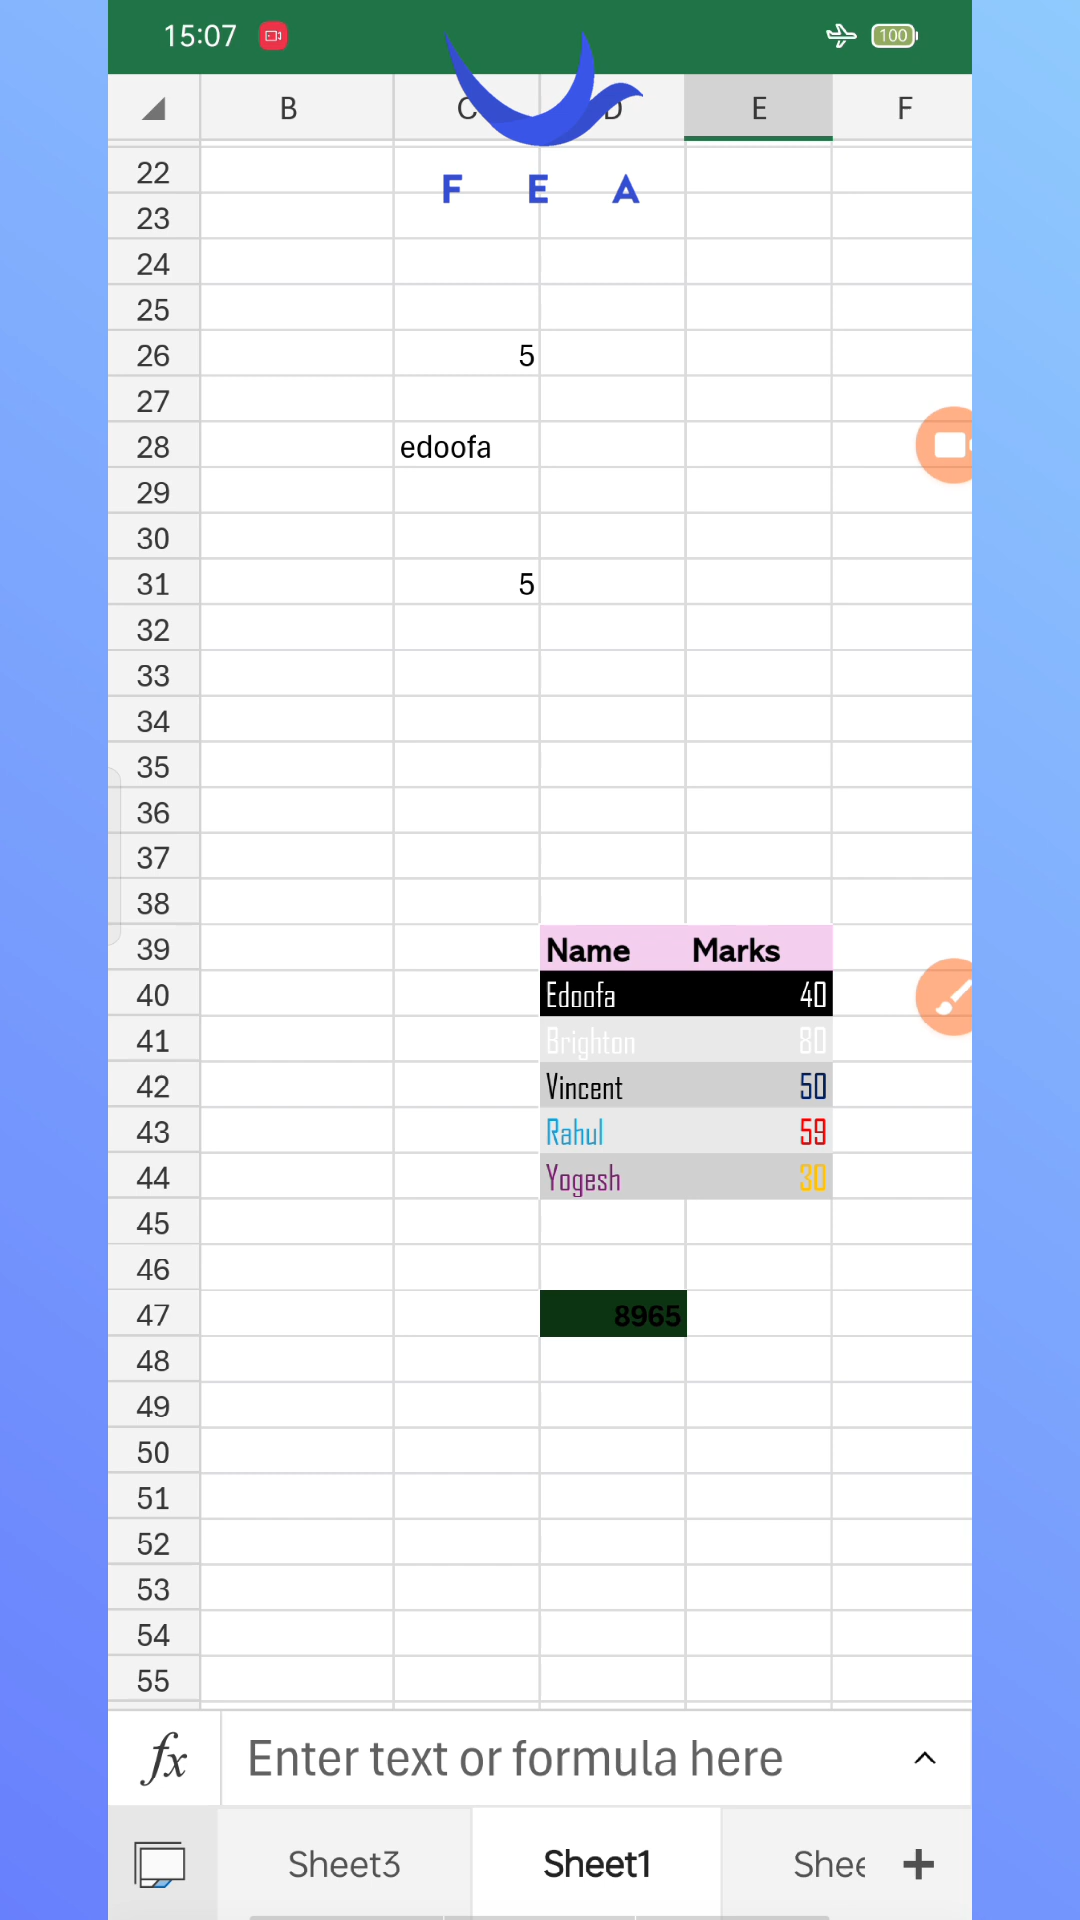 15:07 100
B C D E F
F E A
22
23
24
25
26 5
27
28 edoofa
29
30
31 5
32
33
34
35
36
37
38
39 Name Marks
40 Edoofa 40
41 Brighton 80
42 Vincent 50
43 Rahul 59
44 Yogesh 30
45
46
47 8965
48
49
50
51
52
53
54
55
fx Enter text or formula here
Sheet3 Sheet1 Shee +